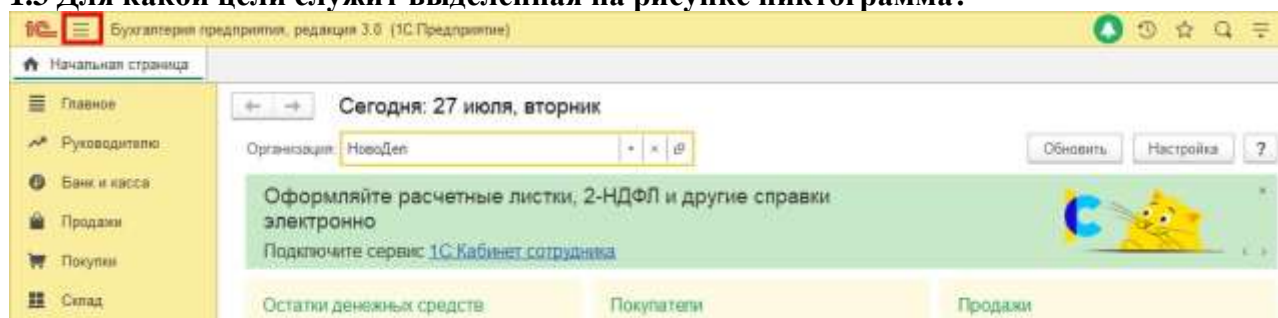 1.3 Для какой цели служит выделенная на рисунке пиктограмма?
1С Бухгалтерия предприятия, редакция 3.0 (1С:Предприятие)
Начальная страница
Главное
← → Сегодня: 27 июля, вторник
Руководителю
Организация: НовоДел
Обновить Настройка ?
Банк и касса
Оформляйте расчетные листки, 2-НДФЛ и другие справки
электронно
Продажи
Подключите сервис 1С:Кабинет сотрудника
Покупки
Склад
Остатки денежных средств Покупатели Продажи